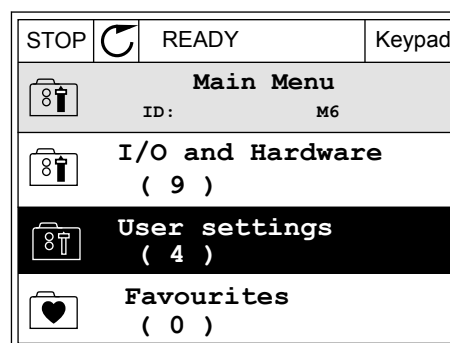 STOP READY Keypad
Main Menu
ID: M6
I/O and Hardware
( 9 )
User settings
( 4 )
Favourites
( 0 )